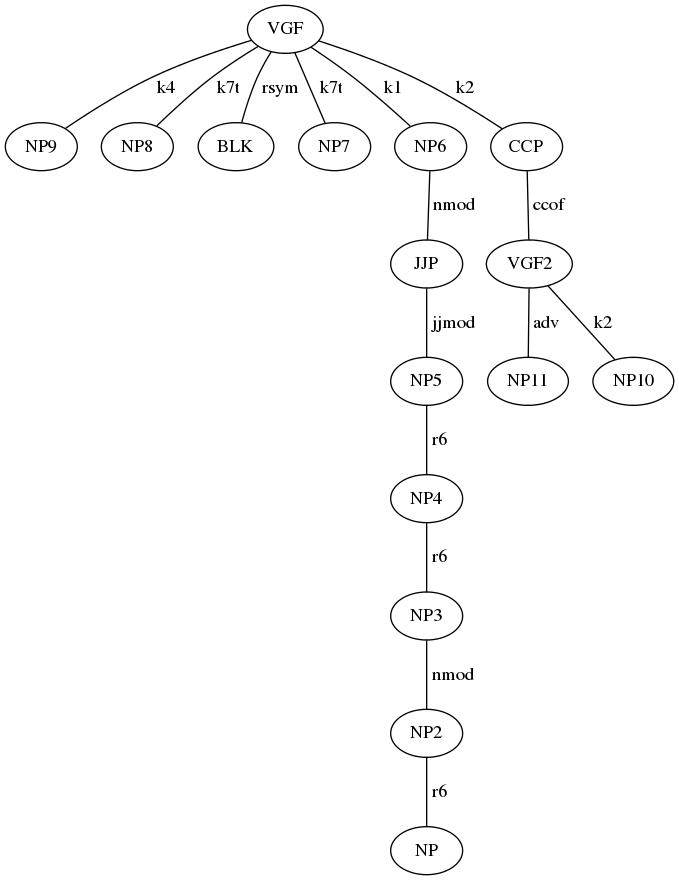 VGF
k4 k7t rsym k7t k1 k2
NP9 NP8 BLK NP7 NP6 CCP
nmod ccof
JJP VGF2
jjmod adv k2
NP5 NP11 NP10
r6
NP4
r6
NP3
nmod
NP2
r6
NP